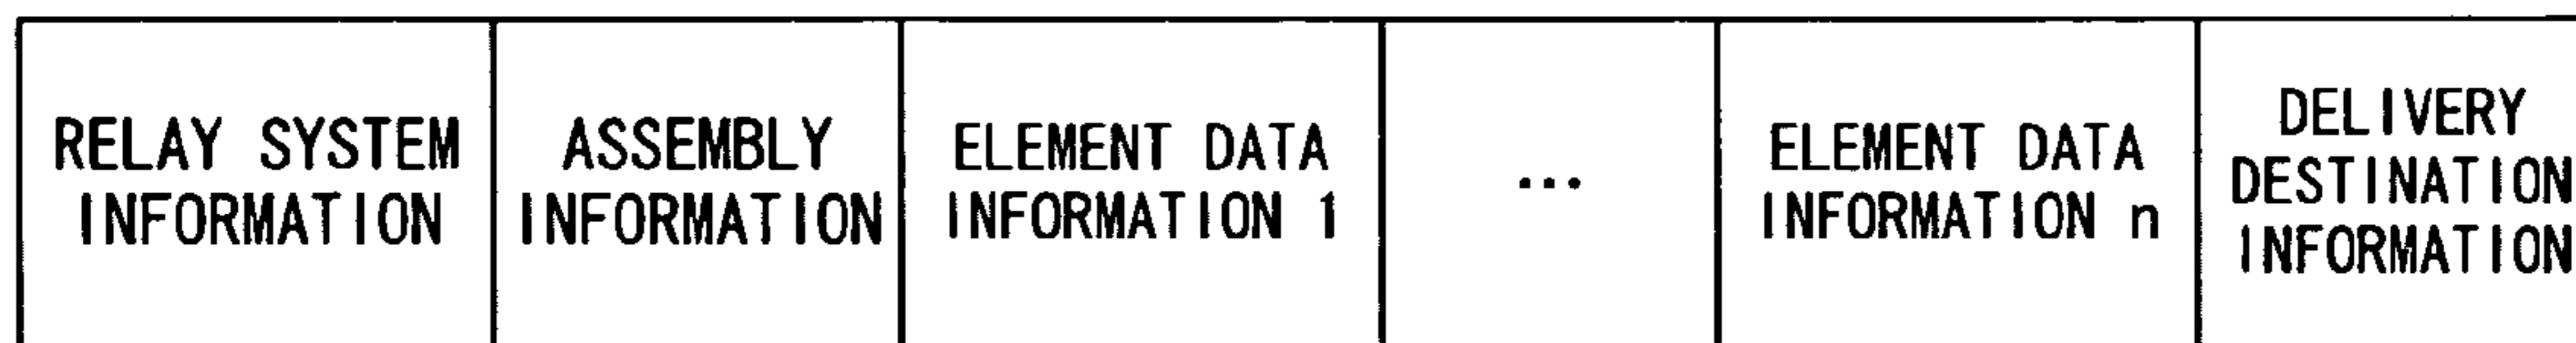 RELAY SYSTEM
INFORMATION
ASSEMBLY
INFORMATION
ELEMENT DATA
INFORMATION 1
...
ELEMENT DATA
INFORMATION n
DELIVERY
DESTINATION
INFORMATION